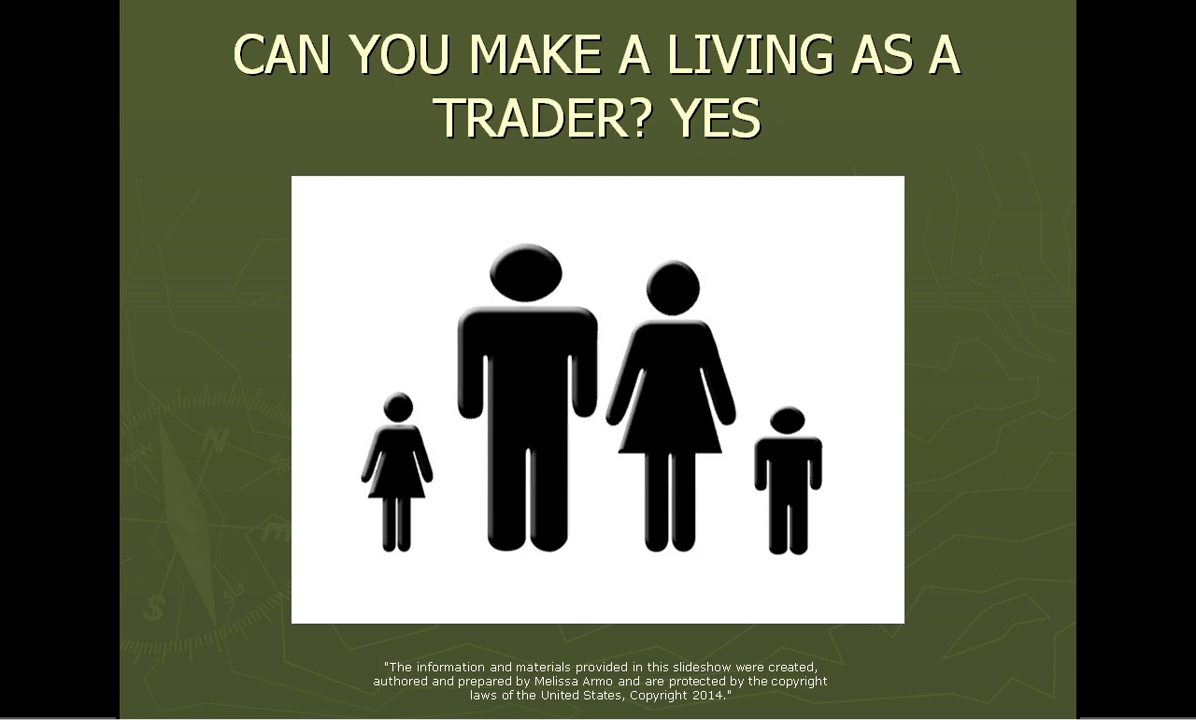 CAN YOU MAKE A LIVING AS A
TRADER? YES
N
S
SE
"The information and materials provided in this slideshow were created,
authored and prepared by Melissa Armo and are protected by the copyright
laws of the United States, Copyright 2014."